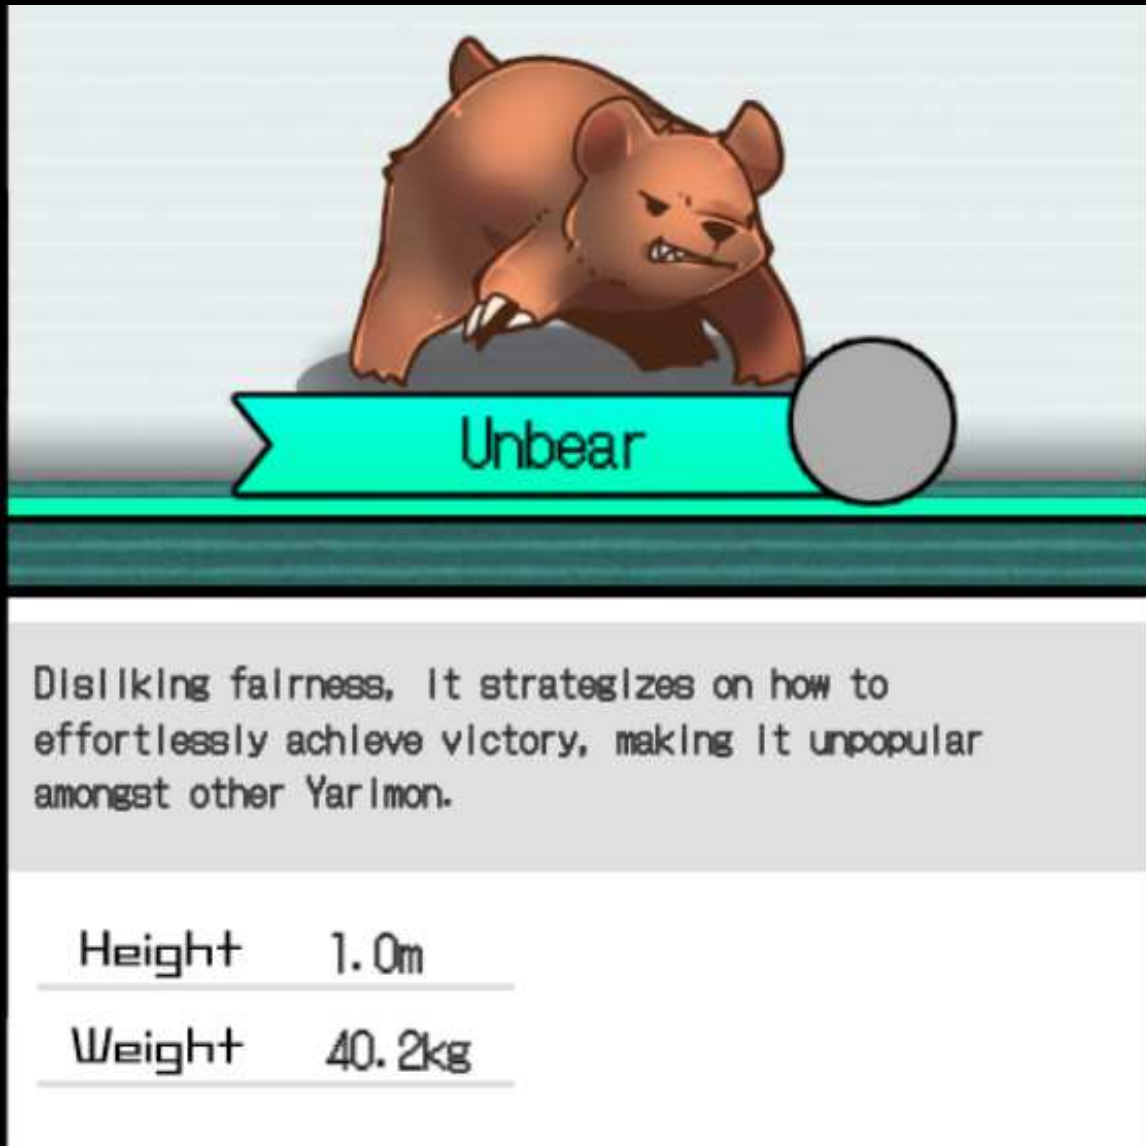 Unbear
Disliking fairness, it strategizes on how to
effortlessly achieve victory, making it unpopular
amongst other Yarimon.
Height 1.0m
Weight 40.2kg